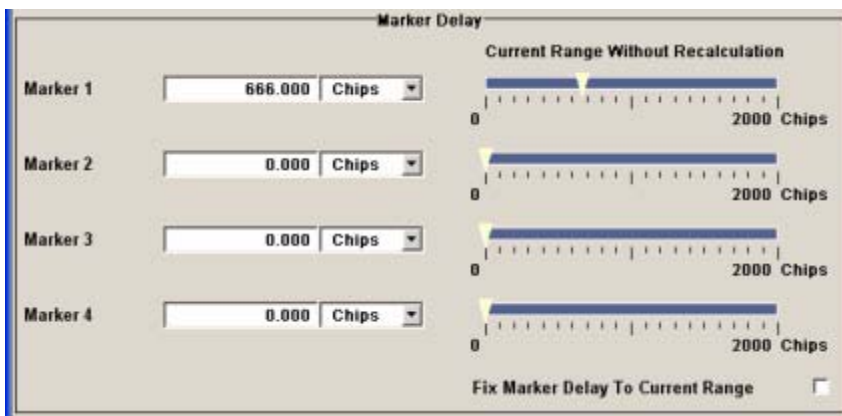 Marker Delay
Current Range Without Recalculation
Marker 1 666.000 Chips
0 2000 Chips
Marker 2 0.000 Chips
0 2000 Chips
Marker 3 0.000 Chips
0 2000 Chips
Marker 4 0.000 Chips
0 2000 Chips
Fix Marker Delay To Current Range